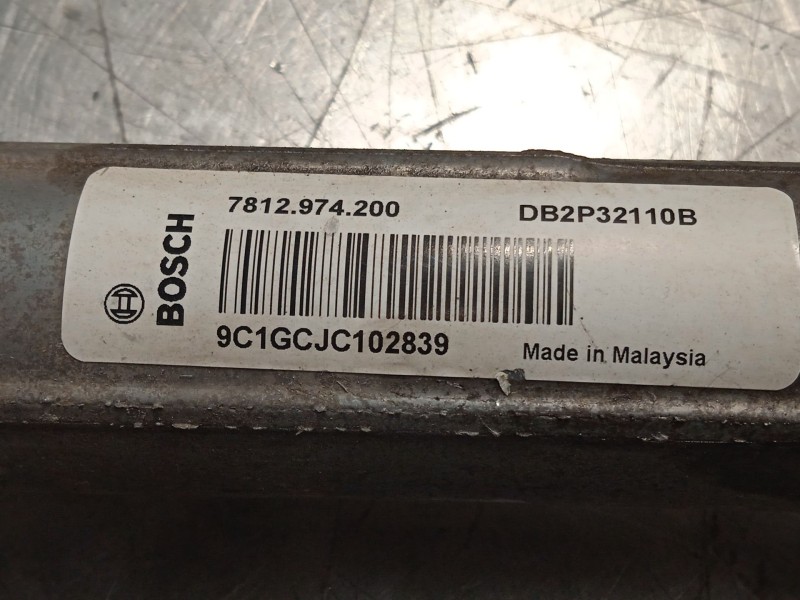 BOSCH
7812.974.200 DB2P32110B
9C1GCJC102839 Made in Malaysia